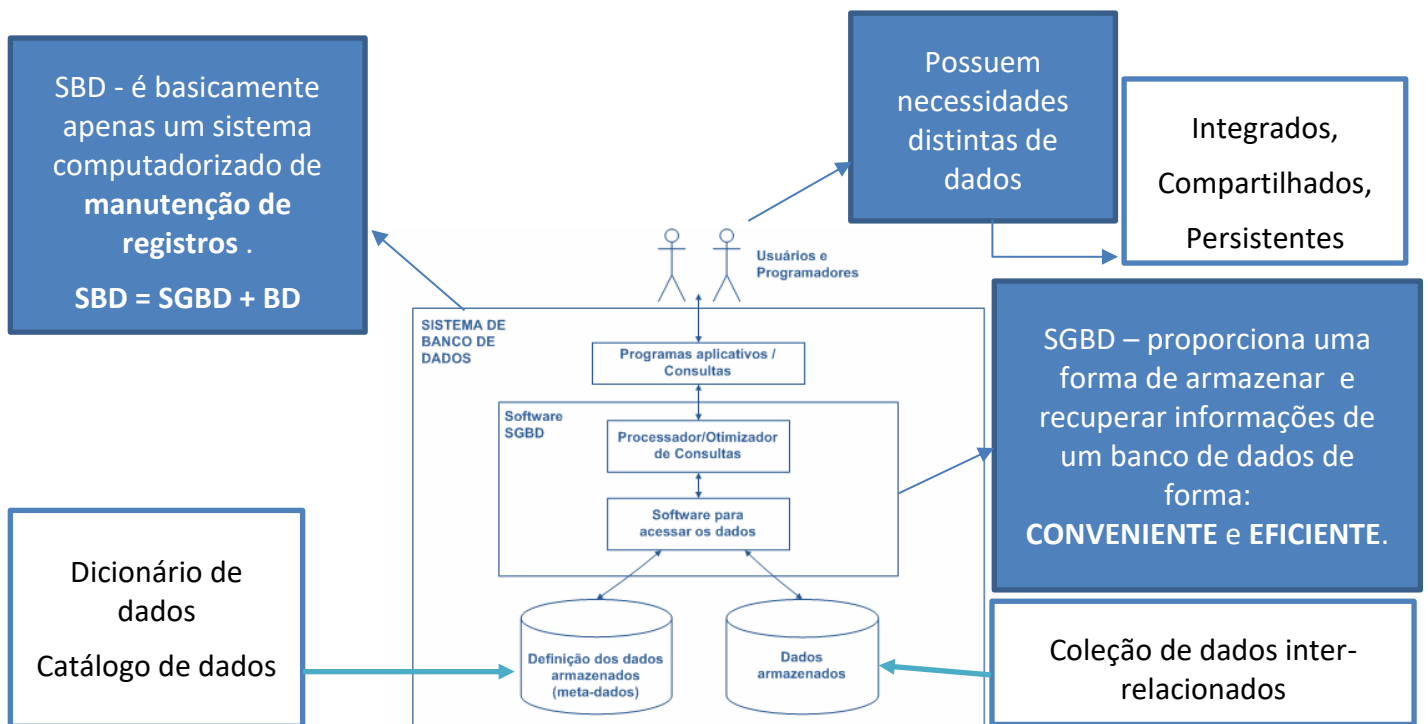 SBD - é basicamente
apenas um sistema
computadorizado de
manutenção de
registros .
SBD = SGBD + BD
Possuem
necessidades
distintas de
dados
Integrados,
Compartilhados,
Persistentes
Usuários e
Programadores
SISTEMA DE
BANCO DE
DADOS
Programas aplicativos /
Consultas
Software
SGBD
Processador/Otimizador
de Consultas
Software para
acessar os dados
SGBD – proporciona uma
forma de armazenar e
recuperar informações de
um banco de dados de
forma:
CONVENIENTE e EFICIENTE.
Dicionário de
dados
Catálogo de dados
Definição dos dados
armazenados
(meta-dados)
Dados
armazenados
Coleção de dados inter-
relacionados